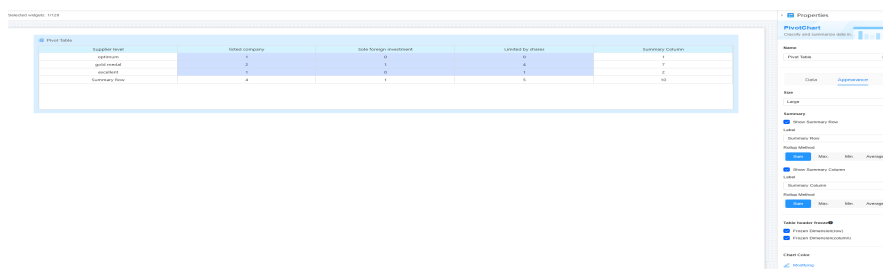 Selected widgets: 1/128
Properties
PivotChart
Classify and summarize data in...
Name
Pivot Table
Data Appearance
Size
Large
Summary
Show Summary Row
Label
Summary Row
Rollup Method
Sum Max Min Average
Show Summary Column
Label
Summary Column
Rollup Method
Sum Max Min Average
Table header freeze
Frozen Dimension(row)
Frozen Dimension(column)
Chart Color
Pivot Table
Supplier level listed company Sole foreign investment Limited by shares Summary Column
optimum 1 0 0 1
gold medal 2 1 4 7
excellent 1 0 1 2
Summary Row 4 1 5 10